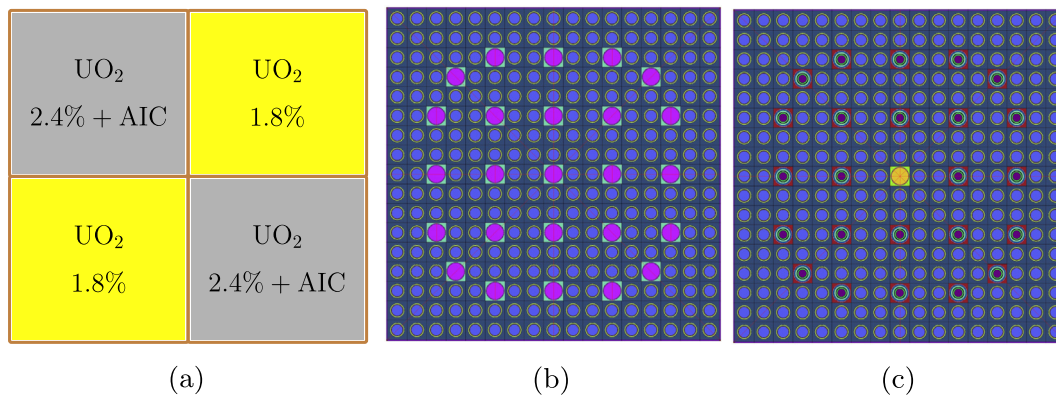 UO₂
2.4% + AIC
UO₂
1.8%
UO₂
1.8%
UO₂
2.4% + AIC
(a)
(b)
(c)